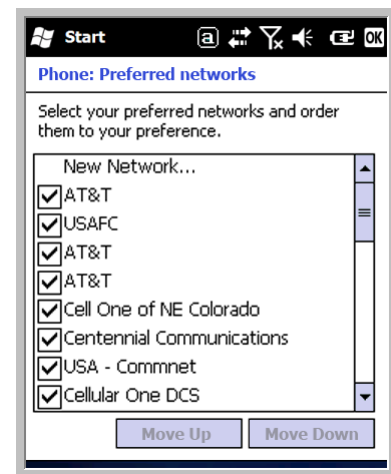 Start a OK
Phone: Preferred networks
Select your preferred networks and order
them to your preference.
New Network...
AT&T
USAFC
AT&T
AT&T
Cell One of NE Colorado
Centennial Communications
USA - Commnet
Cellular One DCS
Move Up Move Down